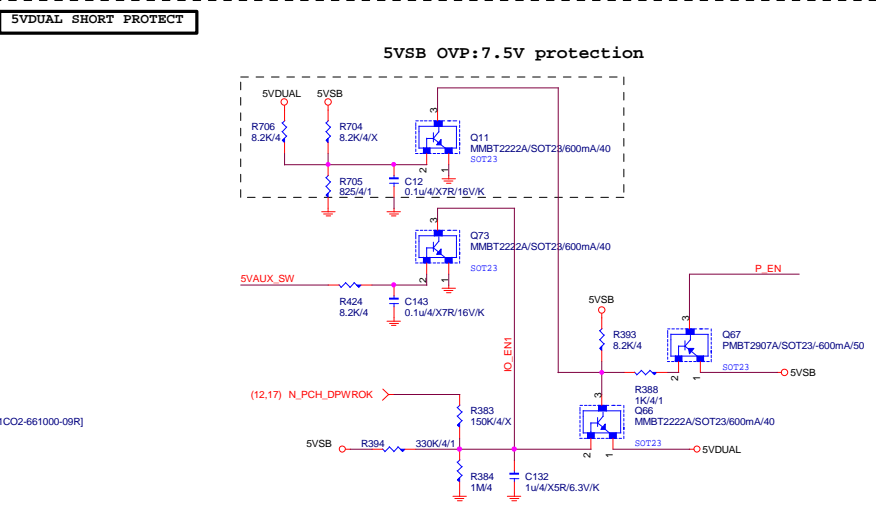 5VDUAL SHORT PROTECT
5VSB OVP:7.5V protection
5VDUAL
5VSB
R706
8.2K/4
R704
8.2K/4/X
3
Q11
MMBT2222A/SOT23/600mA/40
SOT23
2
1
R705
825/4/1
C12
0.1u/4/X7R/16V/K
3
Q73
MMBT2222A/SOT23/600mA/40
SOT23
2
1
5VAUX_SW
R424
8.2K/4
C143
0.1u/4/X7R/16V/K
P_EN
5VSB
R393
8.2K/4
3
Q67
PMBT2907A/SOT23/-600mA/50
SOT23
2
1
5VSB
IO_EN1
R388
1K/4/1
(12,17) N_PCH_DPWROK
R383
150K/4/X
3
Q66
MMBT2222A/SOT23/600mA/40
SOT23
2
1
5VDUAL
1CO2-661000-09R]
5VSB
R394
330K/4/1
R384
1M/4
C132
1u/4/X5R/6.3V/K